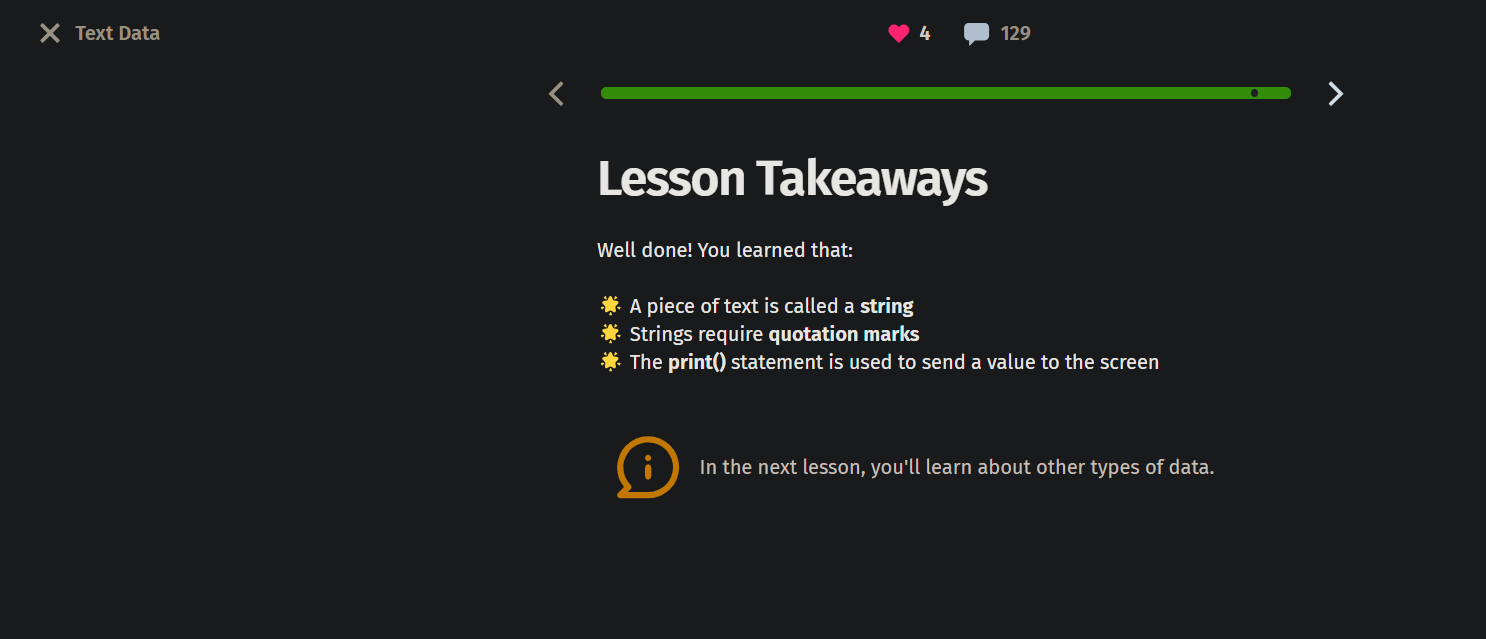 Text Data
4
129
Lesson Takeaways
Well done! You learned that:
A piece of text is called a string
Strings require quotation marks
The print() statement is used to send a value to the screen
In the next lesson, you'll learn about other types of data.